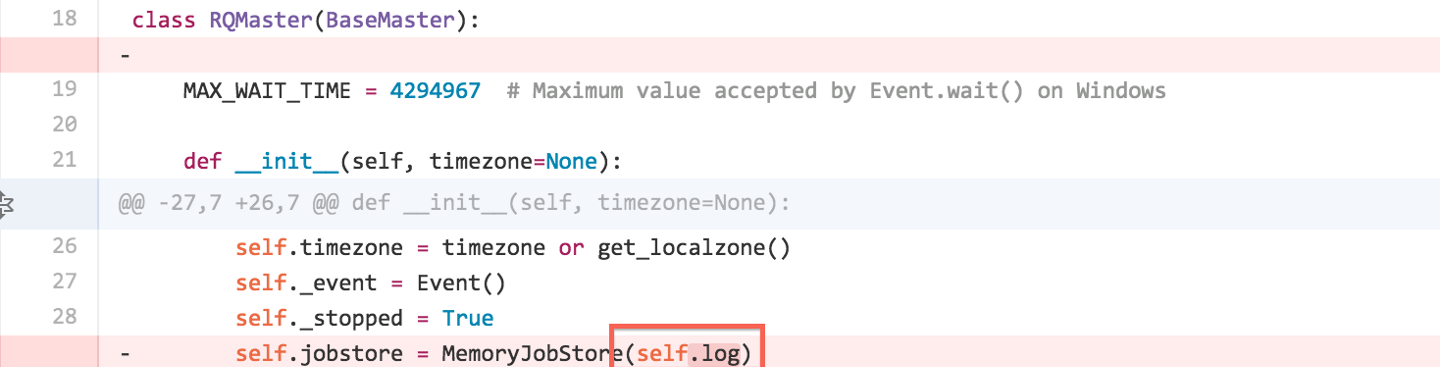 18 class RQMaster(BaseMaster):
-
19 MAX_WAIT_TIME = 4294967 # Maximum value accepted by Event.wait() on Windows
20
21 def __init__(self, timezone=None):
@@ -27,7 +26,7 @@ def __init__(self, timezone=None):
26 self.timezone = timezone or get_localzone()
27 self._event = Event()
28 self._stopped = True
- self.jobstore = MemoryJobStore(self.log)